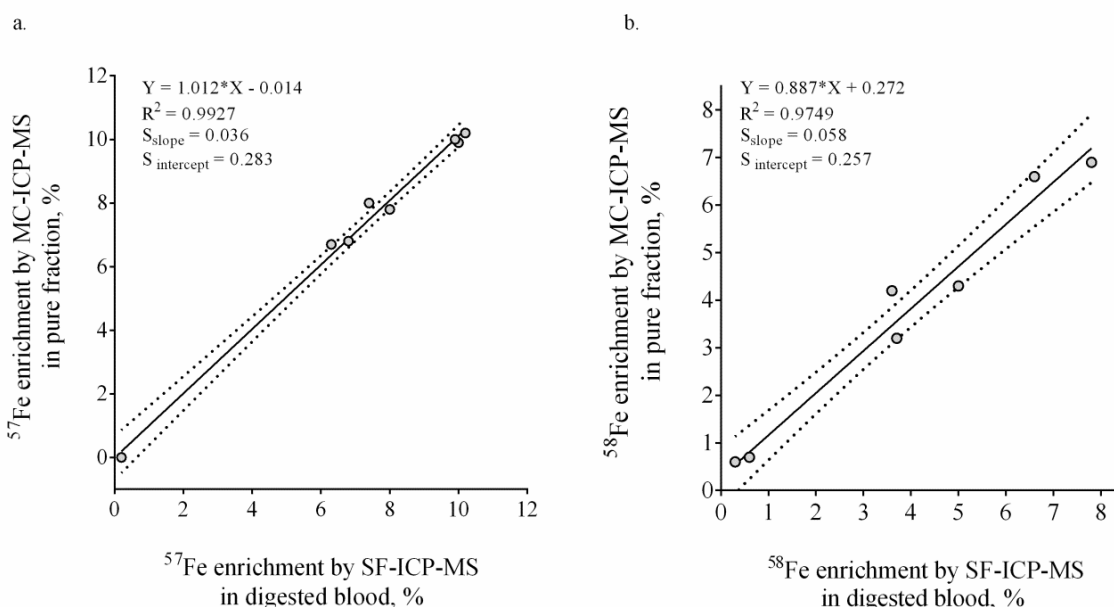 a.
12
10
8
6
4
2
0
0 2 4 6 8 10 12
Y = 1.012*X - 0.014
R² = 0.9927
S_slope = 0.036
S_intercept = 0.283
⁵⁷Fe enrichment by MC-ICP-MS
in pure fraction, %
⁵⁷Fe enrichment by SF-ICP-MS
in digested blood, %
b.
8
7
6
5
4
3
2
1
0
0 1 2 3 4 5 6 7 8
Y = 0.887*X + 0.272
R² = 0.9749
S_slope = 0.058
S_intercept = 0.257
⁵⁸Fe enrichment by MC-ICP-MS
in pure fraction, %
⁵⁸Fe enrichment by SF-ICP-MS
in digested blood, %